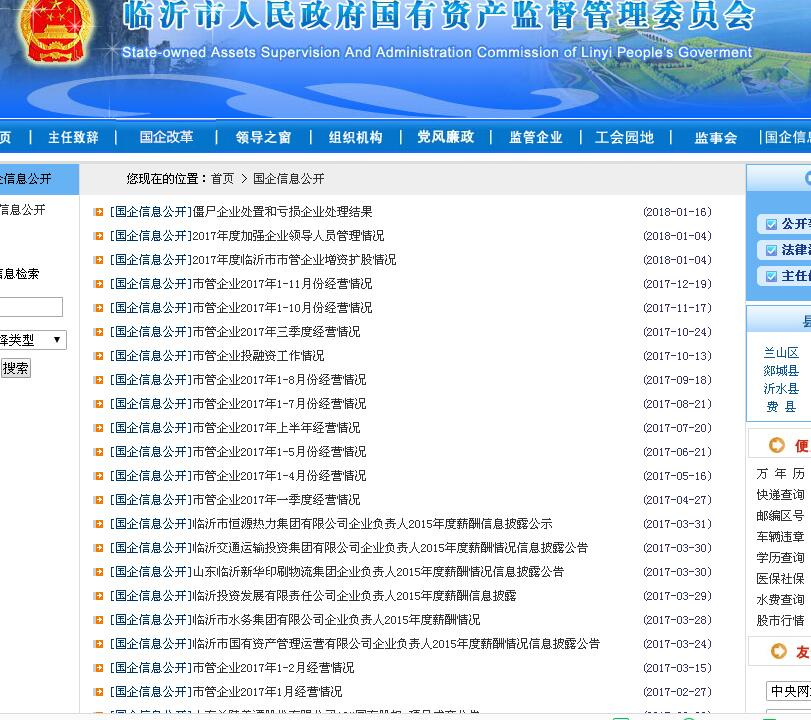 临沂市人民政府国有资产监督管理委员会
State-owned Assets Supervision And Administration Commission of Linyi People's Goverment
页 | 主任致辞 | 国企改革 | 领导之窗 | 组织机构 | 党风廉政 | 监管企业 | 工会园地 | 监事会 | 国企信息
企信息公开
您现在的位置：首页 > 国企信息公开
信息公开
[国企信息公开]僵尸企业处置和亏损企业处理结果 (2018-01-16)
[国企信息公开]2017年度加强企业领导人员管理情况 (2018-01-04)
[国企信息公开]2017年度临沂市市管企业增资扩股情况 (2018-01-04)
信息检索
[国企信息公开]市管企业2017年1-11月份经营情况 (2017-12-19)
[国企信息公开]市管企业2017年1-10月份经营情况 (2017-11-17)
[国企信息公开]市管企业2017年三季度经营情况 (2017-10-24)
择类型
[国企信息公开]市管企业投融资工作情况 (2017-10-13)
搜索
[国企信息公开]市管企业2017年1-8月份经营情况 (2017-09-18)
[国企信息公开]市管企业2017年1-7月份经营情况 (2017-08-21)
[国企信息公开]市管企业2017年上半年经营情况 (2017-07-20)
[国企信息公开]市管企业2017年1-5月份经营情况 (2017-06-21)
[国企信息公开]市管企业2017年1-4月份经营情况 (2017-05-16)
[国企信息公开]市管企业2017年一季度经营情况 (2017-04-27)
[国企信息公开]临沂市恒源热力集团有限公司企业负责人2015年度薪酬信息披露公示 (2017-03-31)
[国企信息公开]临沂交通运输投资集团有限公司企业负责人2015年度薪酬情况信息披露公告 (2017-03-30)
[国企信息公开]山东临沂新华印刷物流集团企业负责人2015年度薪酬情况信息披露公告 (2017-03-30)
[国企信息公开]临沂投资发展有限责任公司企业负责人2015年度薪酬信息披露 (2017-03-29)
[国企信息公开]临沂市水务集团有限公司企业负责人2015年度薪酬情况 (2017-03-28)
[国企信息公开]临沂市国有资产管理运营有限公司企业负责人2015年度薪酬情况信息披露公告 (2017-03-24)
[国企信息公开]市管企业2017年1-2月经营情况 (2017-03-15)
[国企信息公开]市管企业2017年1月经营情况 (2017-02-27)
公开
法律
主任
县
兰山区
郯城县
沂水县
费 县
便
万 年 历
快递查询
邮编区号
车辆违章
学历查询
医保社保
水费查询
股市行情
友
中央网